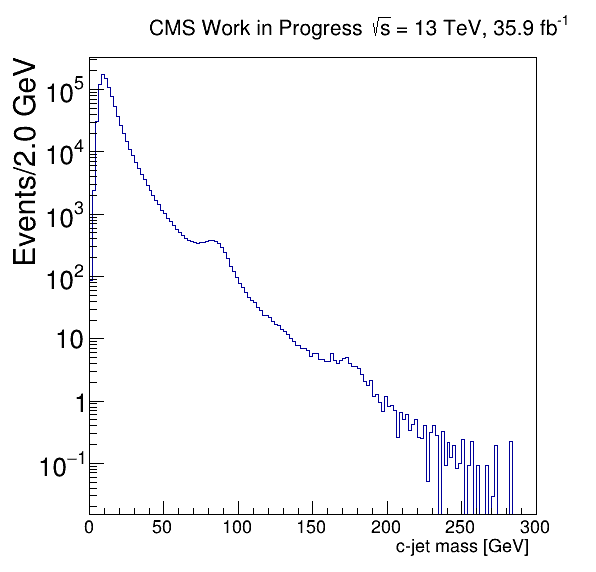 CMS Work in Progress √s = 13 TeV, 35.9 fb⁻¹
Events/2.0 GeV
10⁵
10⁴
10³
10²
10
1
10⁻¹
0 50 100 150 200 250 300
c-jet mass [GeV]